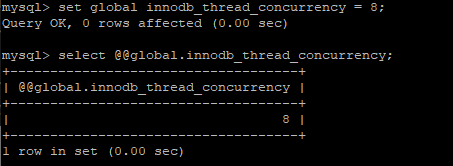 mysql> set global innodb_thread_concurrency = 8;
Query OK, 0 rows affected (0.00 sec)
mysql> select @@global.innodb_thread_concurrency;
+-----------------------------------+
| @@global.innodb_thread_concurrency |
+-----------------------------------+
| 8 |
+-----------------------------------+
1 row in set (0.00 sec)